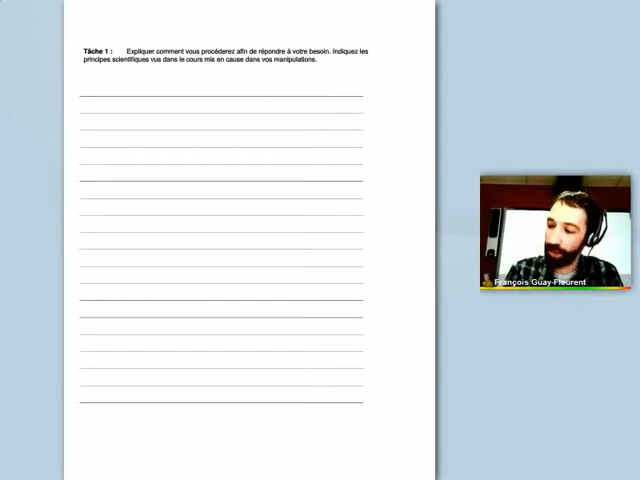 Tâche 1 : Expliquer comment vous procéderez afin de répondre à votre besoin. Indiquez les
principes scientifiques vus dans le cours mis en cause dans vos manipulations.
François Guay-Fleurent